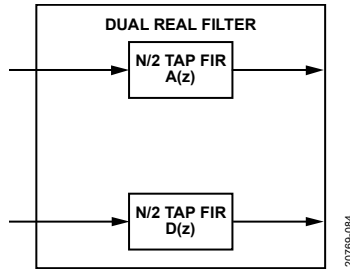 DUAL REAL FILTER
N/2 TAP FIR
A(z)
N/2 TAP FIR
D(z)
20769-084